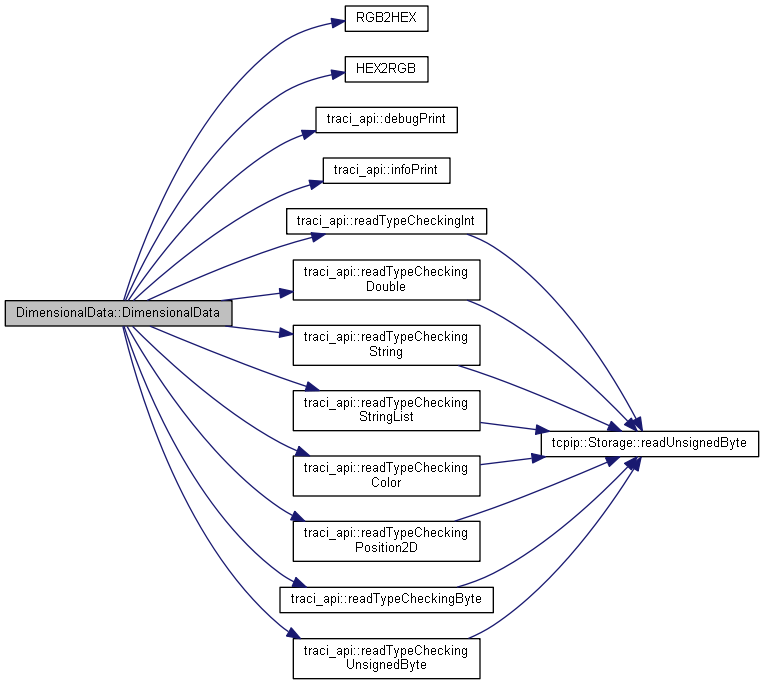 RGB2HEX
HEX2RGB
traci_api::debugPrint
traci_api::infoPrint
traci_api::readTypeCheckingInt
traci_api::readTypeChecking
Double
DimensionalData::DimensionalData
traci_api::readTypeChecking
String
traci_api::readTypeChecking
StringList
tcpip::Storage::readUnsignedByte
traci_api::readTypeChecking
Color
traci_api::readTypeChecking
Position2D
traci_api::readTypeCheckingByte
traci_api::readTypeChecking
UnsignedByte